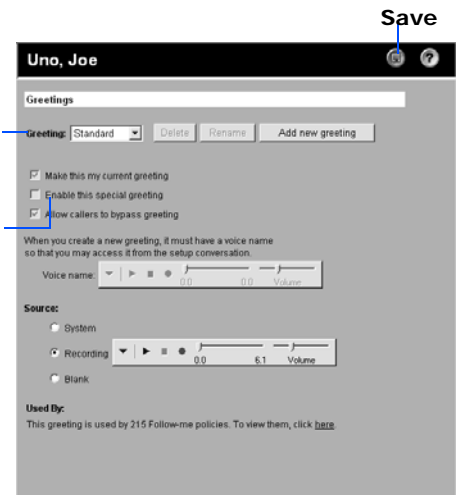 Save
Uno, Joe
?
Greetings
Greeting: Standard Delete Rename Add new greeting
Make this my current greeting
Enable this special greeting
Allow callers to bypass greeting
When you create a new greeting, it must have a voice name
so that you may access it from the setup conversation.
Voice name: 0.0 0.0 Volume
Source:
System
Recording 0.0 6.1 Volume
Blank
Used By:
This greeting is used by 215 Follow-me policies. To view them, click here.